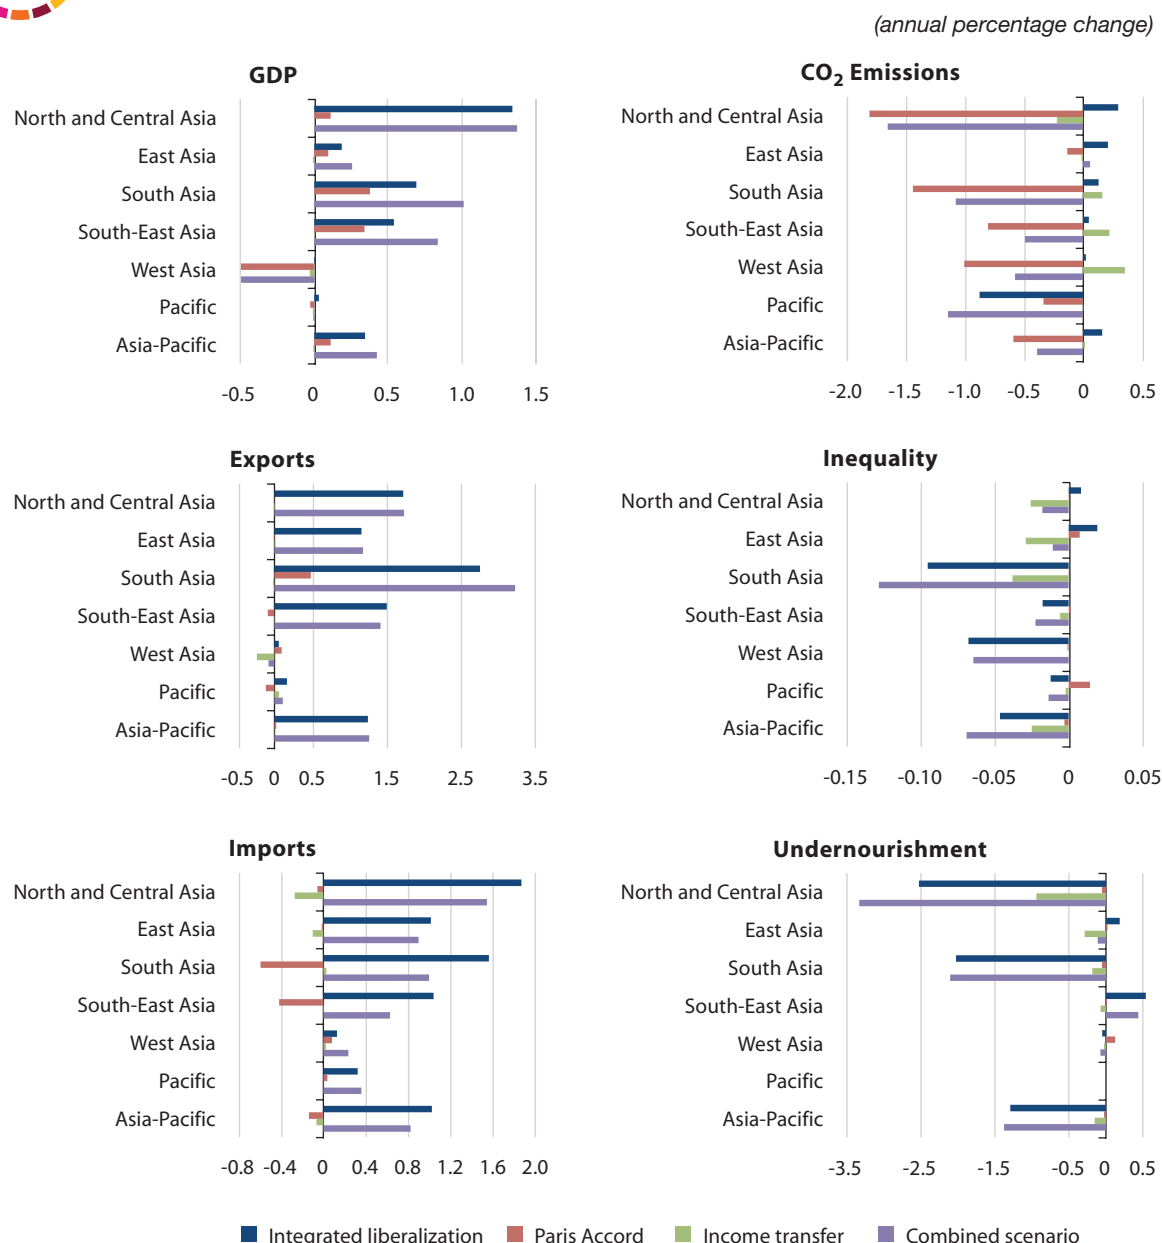 (annual percentage change)
GDP
North and Central Asia
East Asia
South Asia
South-East Asia
West Asia
Pacific
Asia-Pacific
-0.5 0 0.5 1.0 1.5
CO2 Emissions
North and Central Asia
East Asia
South Asia
South-East Asia
West Asia
Pacific
Asia-Pacific
-2.0 -1.5 -1.0 -0.5 0 0.5
Exports
North and Central Asia
East Asia
South Asia
South-East Asia
West Asia
Pacific
Asia-Pacific
-0.5 0 0.5 1.5 2.5 3.5
Inequality
North and Central Asia
East Asia
South Asia
South-East Asia
West Asia
Pacific
Asia-Pacific
-0.15 -0.10 -0.05 0 0.05
Imports
North and Central Asia
East Asia
South Asia
South-East Asia
West Asia
Pacific
Asia-Pacific
-0.8 -0.4 0 0.4 0.8 1.2 1.6 2.0
Undernourishment
North and Central Asia
East Asia
South Asia
South-East Asia
West Asia
Pacific
Asia-Pacific
-3.5 -2.5 -1.5 -0.5 0 0.5
Integrated liberalization Paris Accord Income transfer Combined scenario